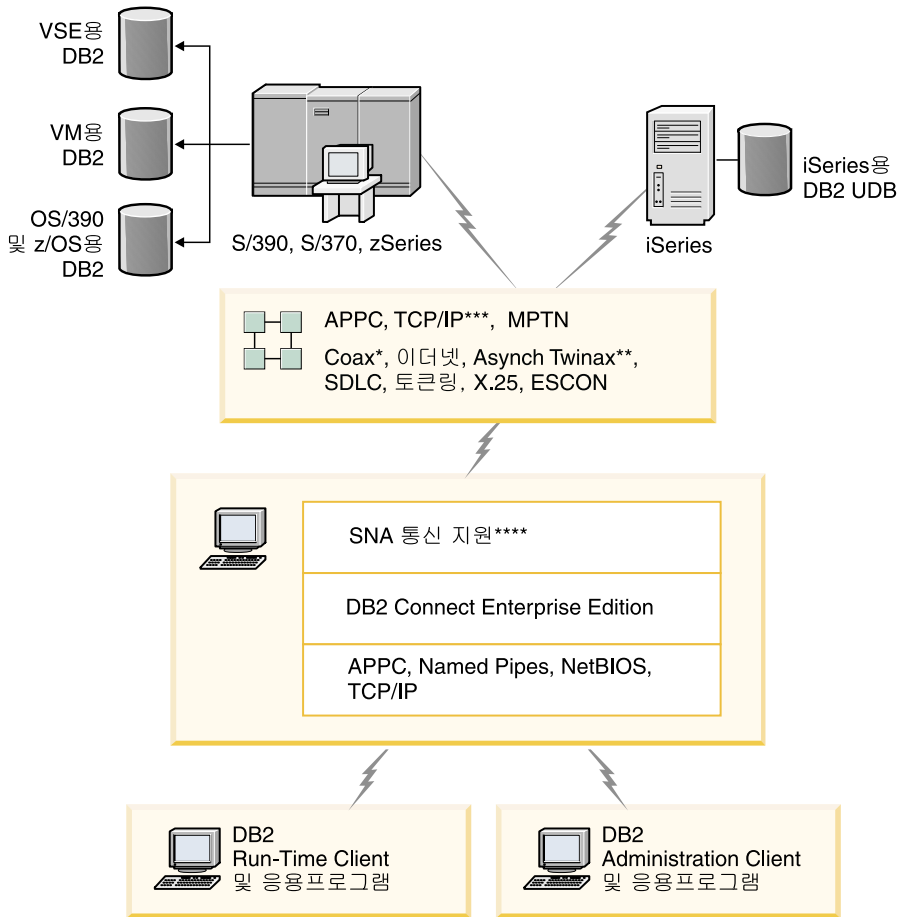 VSE용
DB2
VM용
DB2
OS/390
및 z/OS용
DB2
S/390, S/370, zSeries
iSeries
iSeries용
DB2 UDB
APPC, TCP/IP***, MPTN
Coax*, 이더넷, Asynch Twinax**,
SDLC, 토큰링, X.25, ESCON
SNA 통신 지원****
DB2 Connect Enterprise Edition
APPC, Named Pipes, NetBIOS,
TCP/IP
DB2
Run-Time Client
및 응용프로그램
DB2
Administration Client
및 응용프로그램